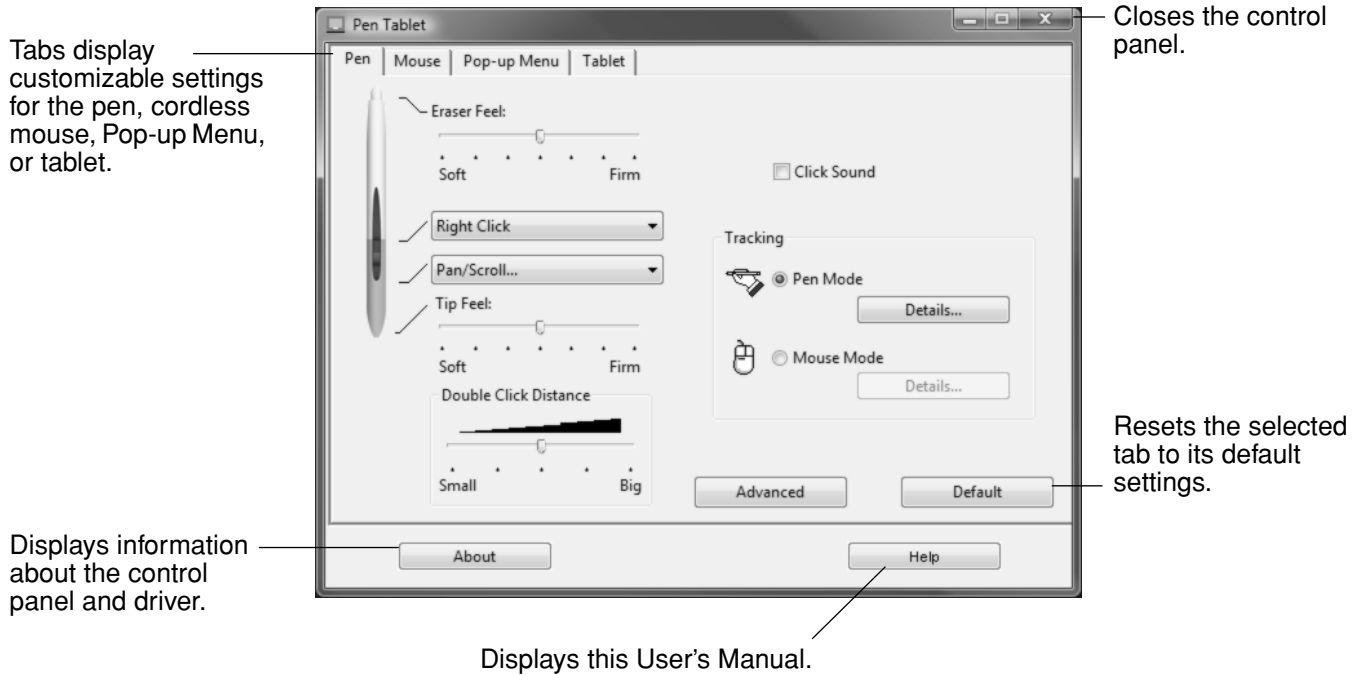 Closes the control
panel.
Tabs display
customizable settings
for the pen, cordless
mouse, Pop-up Menu,
or tablet.
Pen Tablet
Pen Mouse Pop-up Menu Tablet
Eraser Feel:
Soft Firm
Click Sound
Right Click
Pan/Scroll...
Tracking
Pen Mode
Details...
Tip Feel:
Soft Firm
Mouse Mode
Details...
Double Click Distance
Small Big
Advanced Default
Resets the selected
tab to its default
settings.
Displays information
about the control
panel and driver.
About Help
Displays this User's Manual.